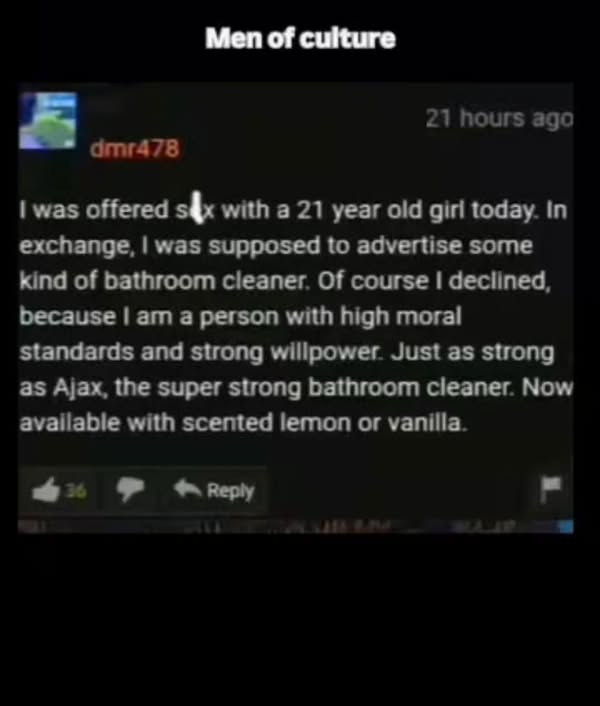 Men of culture
21 hours ago
dmr478
I was offered s x with a 21 year old girl today. In
exchange, I was supposed to advertise some
kind of bathroom cleaner. Of course I declined,
because I am a person with high moral
standards and strong willpower. Just as strong
as Ajax, the super strong bathroom cleaner. Now
available with scented lemon or vanilla.
36
Reply